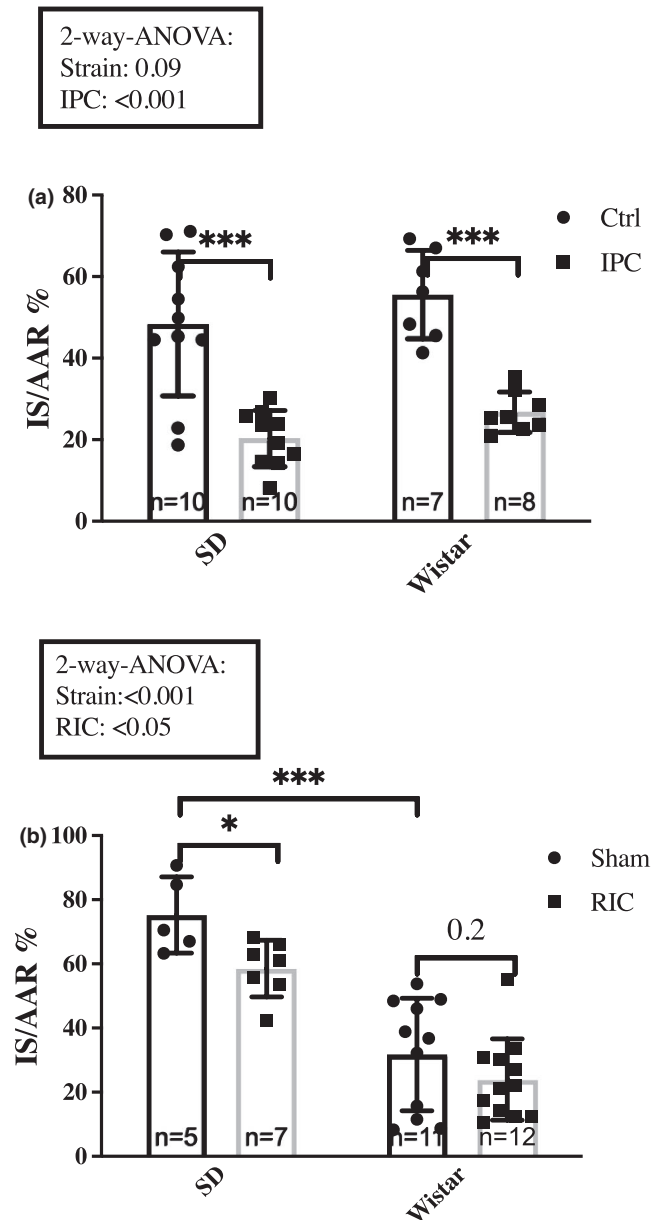 2-way-ANOVA:
Strain: 0.09
IPC: <0.001
(a)
80
60
40
20
0
IS/AAR %
***
***
Ctrl
IPC
n=10
n=10
n=7
n=8
SD
Wistar
2-way-ANOVA:
Strain:<0.001
RIC: <0.05
(b)
100
80
60
40
20
0
IS/AAR %
***
*
0.2
Sham
RIC
n=5
n=7
n=11
n=12
SD
Wistar